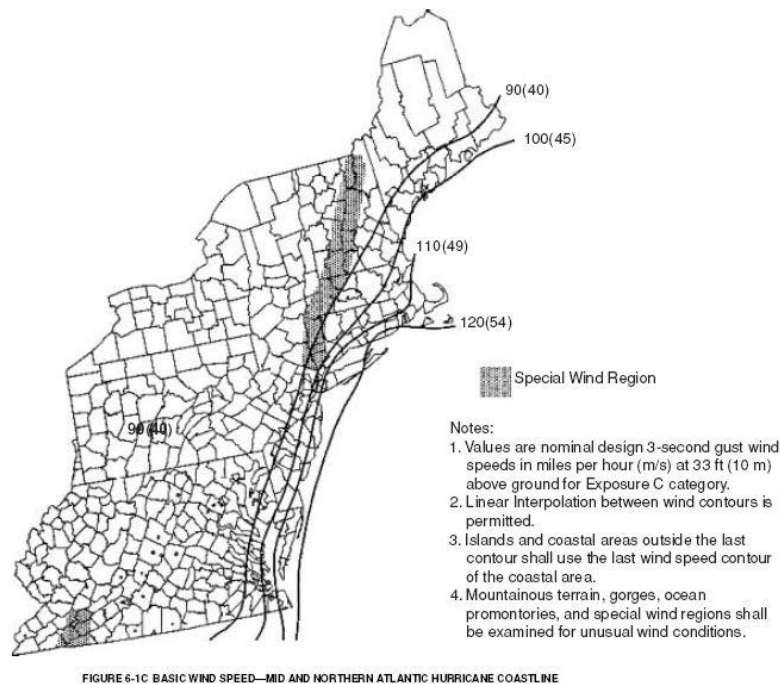 90(40)
100(45)
110(49)
120(54)
Special Wind Region
90(40)
Notes:
1. Values are nominal design 3-second gust wind
speeds in miles per hour (m/s) at 33 ft (10 m)
above ground for Exposure C category.
2. Linear Interpolation between wind contours is
permitted.
3. Islands and coastal areas outside the last
contour shall use the last wind speed contour
of the coastal area.
4. Mountainous terrain, gorges, ocean
promontories, and special wind regions shall
be examined for unusual wind conditions.
FIGURE 6-1C BASIC WIND SPEED—MID AND NORTHERN ATLANTIC HURRICANE COASTLINE